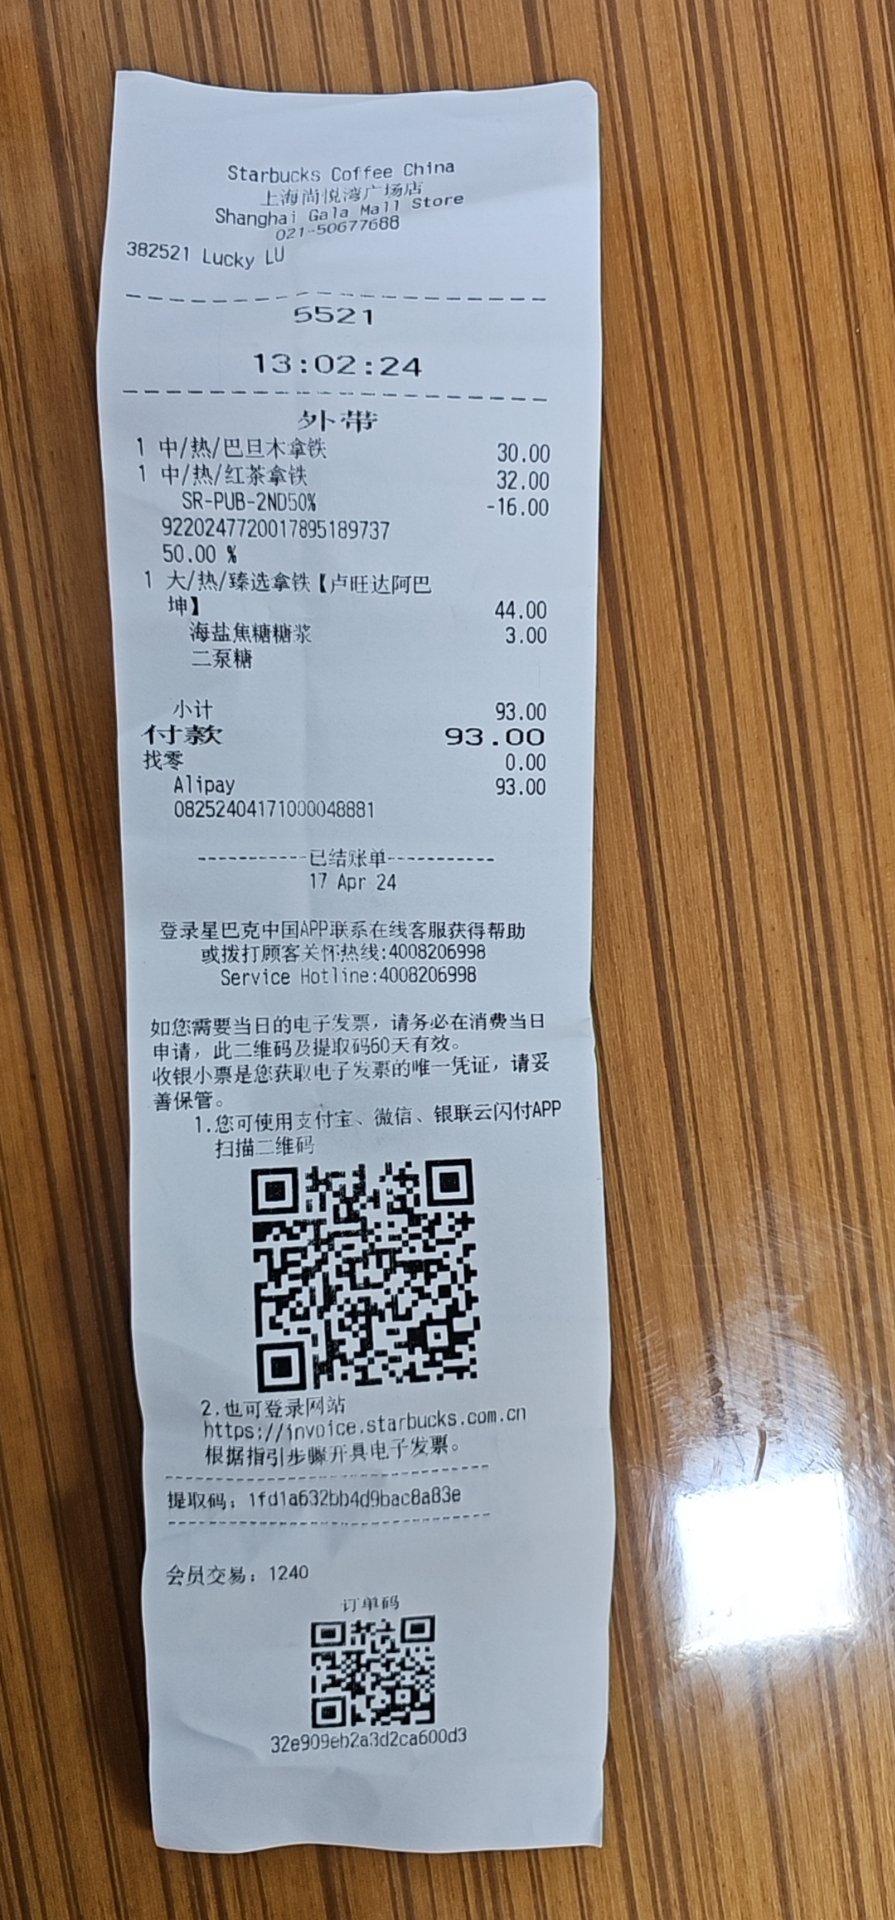 Starbucks Coffee China
上海尚悦湾广场店
Shanghai Gala Mall Store
021-50677688
382521 Lucky LU
5521
13:02:24
外带
1 中/热/巴旦木拿铁 30.00
1 中/热/红茶拿铁 32.00
SR-PUB-2ND50% -16.00
9220247720017895189737
50.00 %
1 大/热/臻选拿铁【卢旺达阿巴
坤】 44.00
海盐焦糖糖浆 3.00
二泵糖
小计 93.00
付款 93.00
找零 0.00
Alipay 93.00
08252404171000048881
-----------已结账单-----------
17 Apr 24
登录星巴克中国APP联系在线客服获得帮助
或拨打顾客关怀热线:4008206998
Service Hotline:4008206998
如您需要当日的电子发票，请务必在消费当日
申请，此二维码及提取码60天有效。
收银小票是您获取电子发票的唯一凭证，请妥
善保管。
1.您可使用支付宝、微信、银联云闪付APP
扫描二维码
2.也可登录网站
https://invoice.starbucks.com.cn
根据指引步骤开具电子发票。
提取码：1fd1a632bb4d9bac8a83e
会员交易：1240
订单码
32e909eb2a3d2ca600d3